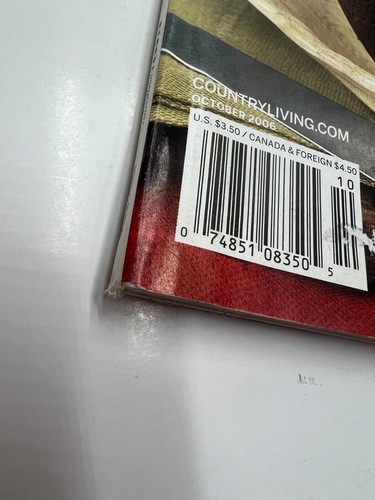 COUNTRYLIVING.COM
OCTOBER 2006
U.S. $3.50 / CANADA & FOREIGN $4.50
10
0 74851 08350 5